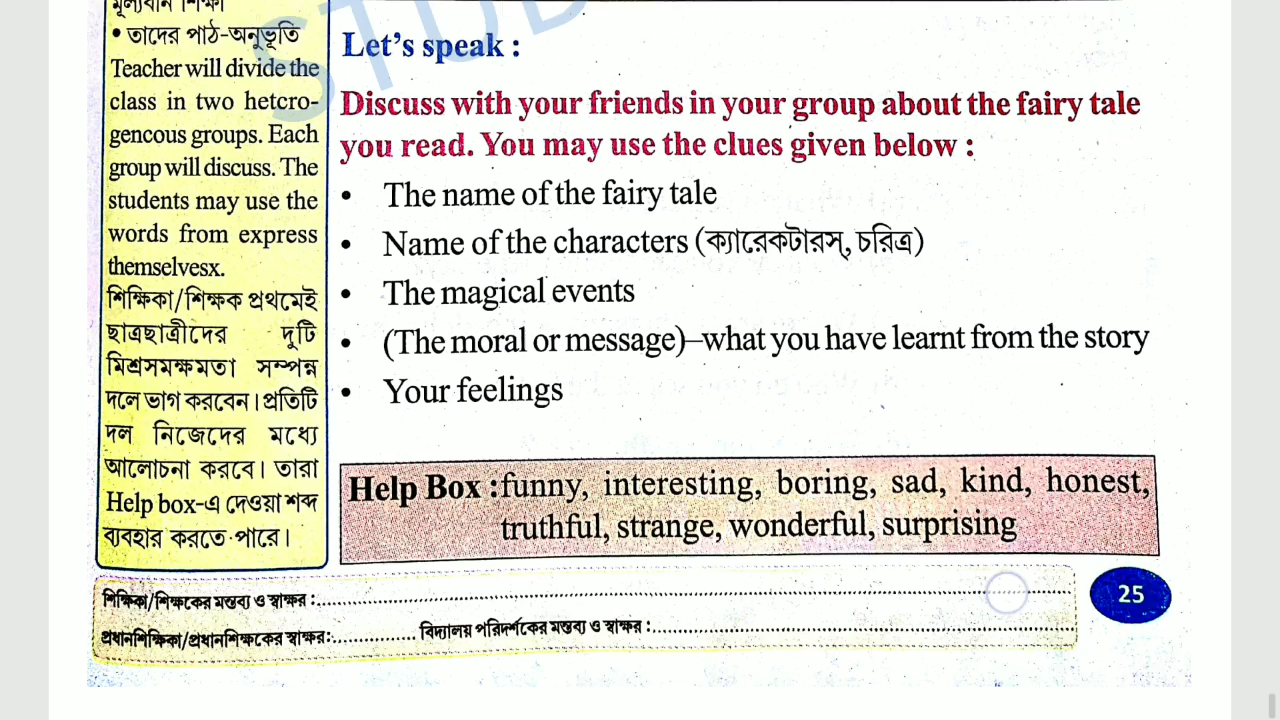 মূল্যবান শিক্ষা
• তাদের পাঠ-অনুভূতি
Teacher will divide the
class in two hetero-
gencous groups. Each
group will discuss. The
students may use the
words from express
themselvesx.
শিক্ষিকা/শিক্ষক প্রথমেই
ছাত্রছাত্রীদের দুটি
মিশ্রসমক্ষমতা সম্পন্ন
দলে ভাগ করবেন। প্রতিটি
দল নিজেদের মধ্যে
আলোচনা করবে। তারা
Help box-এ দেওয়া শব্দ
ব্যবহার করতে পারে।
Let's speak :
Discuss with your friends in your group about the fairy tale
you read. You may use the clues given below :
• The name of the fairy tale
• Name of the characters (ক্যারেকটারস্, চরিত্র)
• The magical events
• (The moral or message)–what you have learnt from the story
• Your feelings
Help Box :funny, interesting, boring, sad, kind, honest,
truthful, strange, wonderful, surprising
শিক্ষিকা/শিক্ষকের মন্তব্য ও স্বাক্ষর :
প্রধানশিক্ষিকা/প্রধানশিক্ষকের স্বাক্ষর: বিদ্যালয় পরিদর্শকের মন্তব্য ও স্বাক্ষর :
25